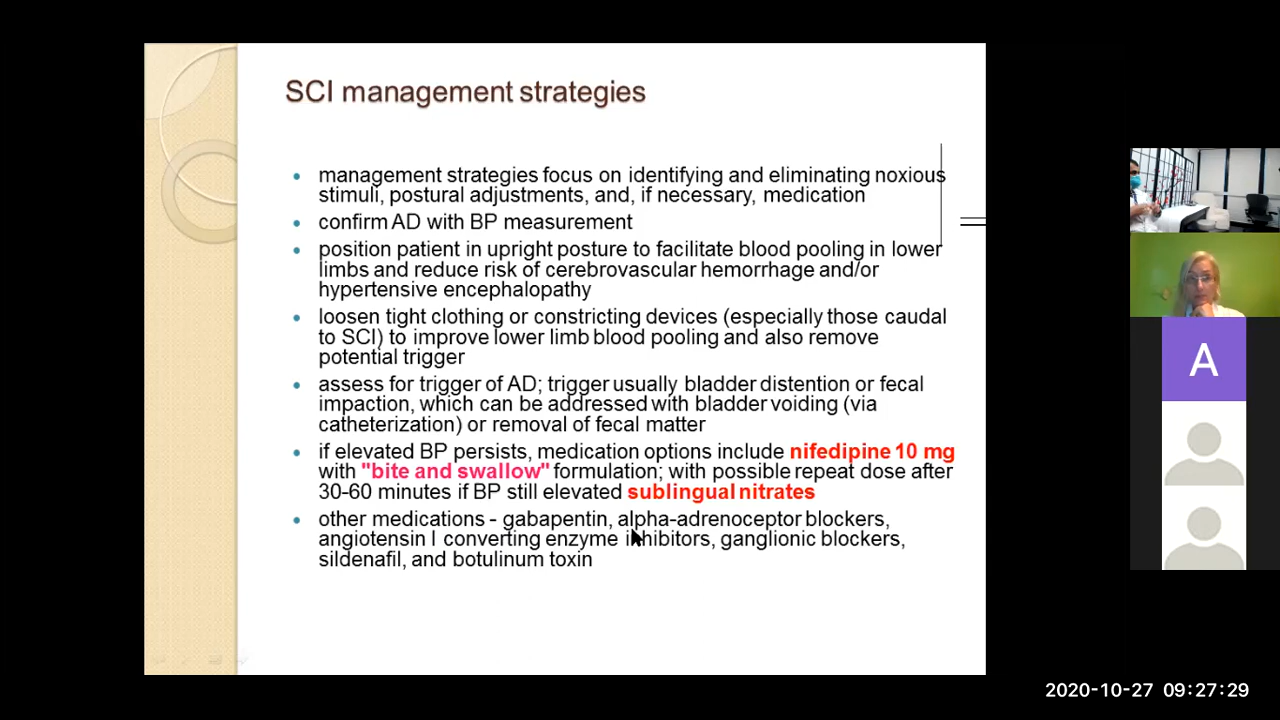 SCI management strategies
management strategies focus on identifying and eliminating noxious
stimuli, postural adjustments, and, if necessary, medication
confirm AD with BP measurement
position patient in upright posture to facilitate blood pooling in lower
limbs and reduce risk of cerebrovascular hemorrhage and/or
hypertensive encephalopathy
loosen tight clothing or constricting devices (especially those caudal
to SCI) to improve lower limb blood pooling and also remove
potential trigger
assess for trigger of AD; trigger usually bladder distention or fecal
impaction, which can be addressed with bladder voiding (via
catheterization) or removal of fecal matter
if elevated BP persists, medication options include nifedipine 10 mg
with "bite and swallow" formulation; with possible repeat dose after
30-60 minutes if BP still elevated sublingual nitrates
other medications - gabapentin, alpha-adrenoceptor blockers,
angiotensin I converting enzyme inhibitors, ganglionic blockers,
sildenafil, and botulinum toxin
A
2020-10-27 09:27:29